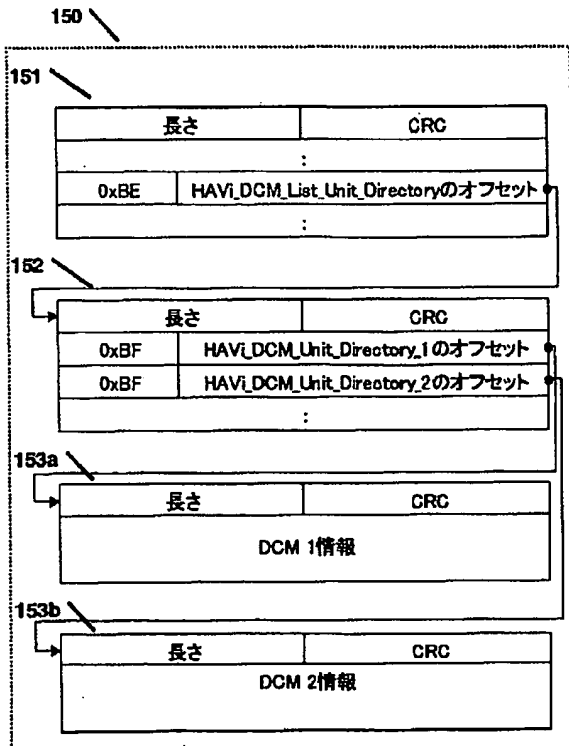 150
151
長さ CRC
:
0xBE HAVi_DCM_List_Unit_Directoryのオフセット
:
152
長さ CRC
0xBF HAVi_DCM_Unit_Directory_1のオフセット
0xBF HAVi_DCM_Unit_Directory_2のオフセット
:
153a
長さ CRC
DCM 1情報
153b
長さ CRC
DCM 2情報